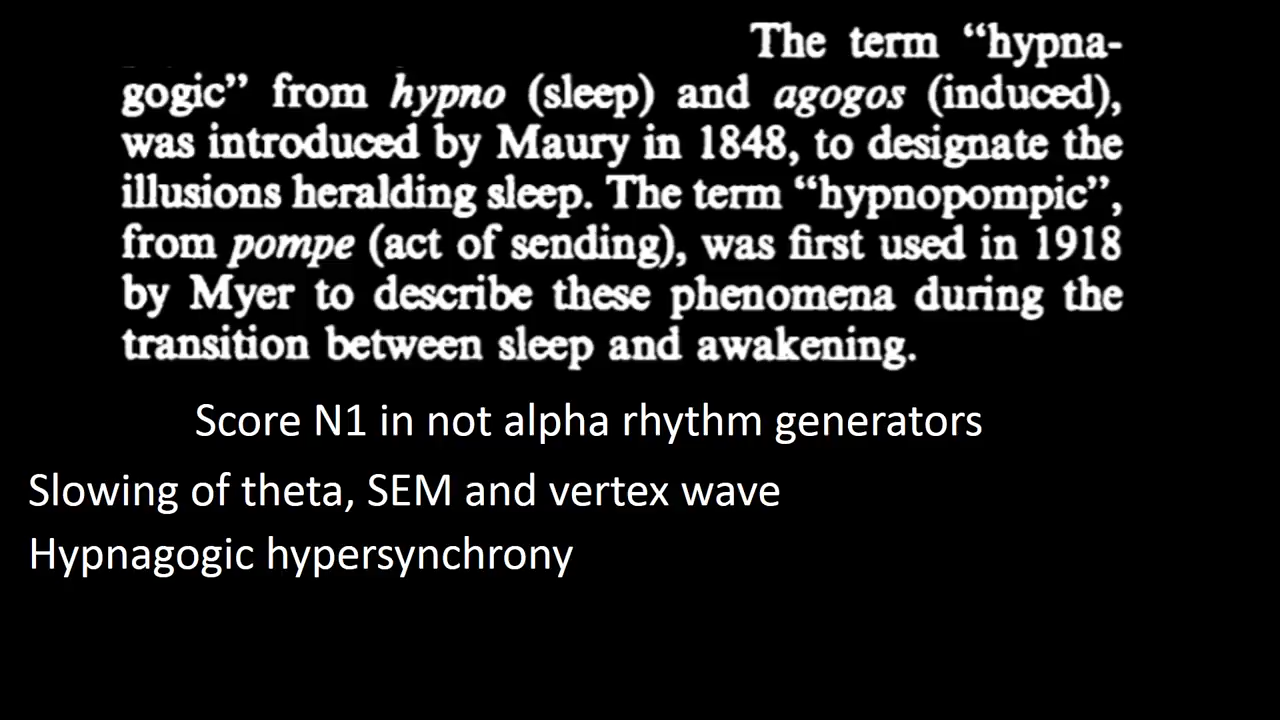 The term “hypna-
gogic” from hypno (sleep) and agogos (induced),
was introduced by Maury in 1848, to designate the
illusions heralding sleep. The term “hypnopompic”,
from pompe (act of sending), was first used in 1918
by Myer to describe these phenomena during the
transition between sleep and awakening.
Score N1 in not alpha rhythm generators
Slowing of theta, SEM and vertex wave
Hypnagogic hypersynchrony